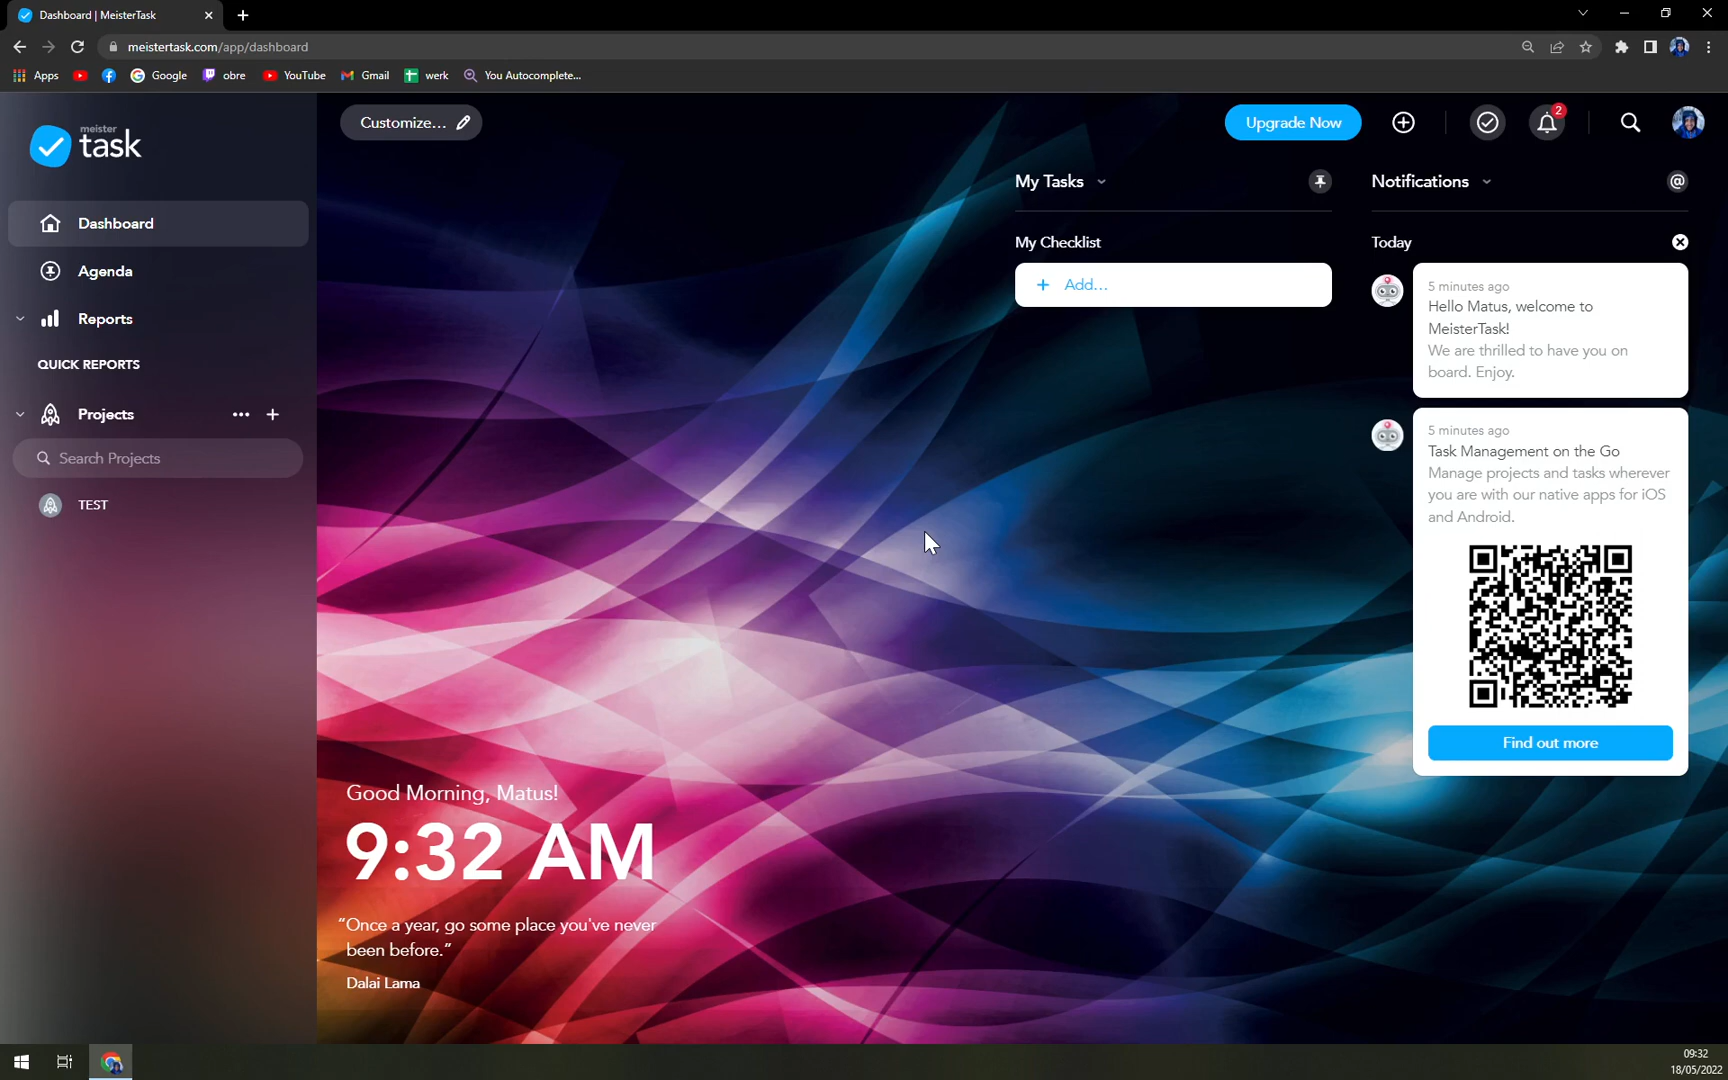 Dashboard | MeisterTask
meistertask.com/app/dashboard
Apps
Google
obre
YouTube
Gmail
werk
You Autocomplete...
meister
task
Customize...
Upgrade Now
2
Dashboard
Agenda
Reports
QUICK REPORTS
Projects
Search Projects
TEST
My Tasks
My Checklist
+ Add...
Notifications
@
Today
5 minutes ago
Hello Matus, welcome to
MeisterTask!
We are thrilled to have you on
board. Enjoy.
5 minutes ago
Task Management on the Go
Manage projects and tasks wherever
you are with our native apps for iOS
and Android.
Find out more
Good Morning, Matus!
9:32 AM
“Once a year, go some place you've never
been before.”
Dalai Lama
09:32
18/05/2022